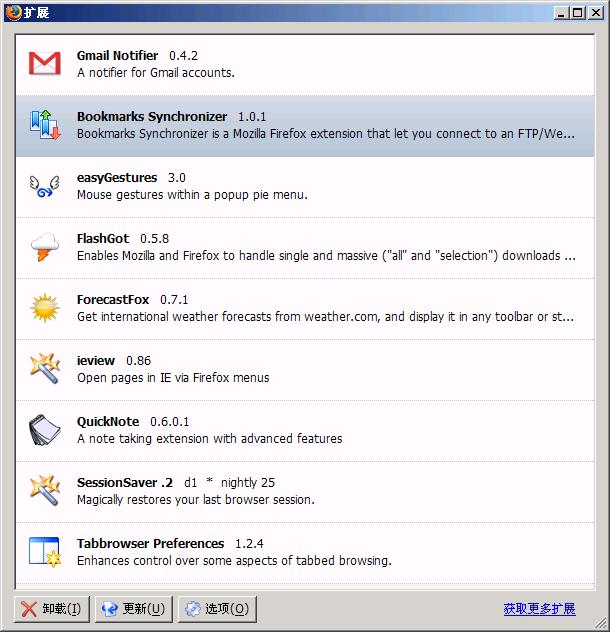 扩展
Gmail Notifier 0.4.2
A notifier for Gmail accounts.
Bookmarks Synchronizer 1.0.1
Bookmarks Synchronizer is a Mozilla Firefox extension that let you connect to an FTP/We...
easyGestures 3.0
Mouse gestures within a popup pie menu.
FlashGot 0.5.8
Enables Mozilla and Firefox to handle single and massive ("all" and "selection") downloads ...
ForecastFox 0.7.1
Get international weather forecasts from weather.com, and display it in any toolbar or st...
ieview 0.86
Open pages in IE via Firefox menus
QuickNote 0.6.0.1
A note taking extension with advanced features
SessionSaver .2 d1 * nightly 25
Magically restores your last browser session.
Tabbrowser Preferences 1.2.4
Enhances control over some aspects of tabbed browsing.
卸载(I) 更新(U) 选项(O) 获取更多扩展